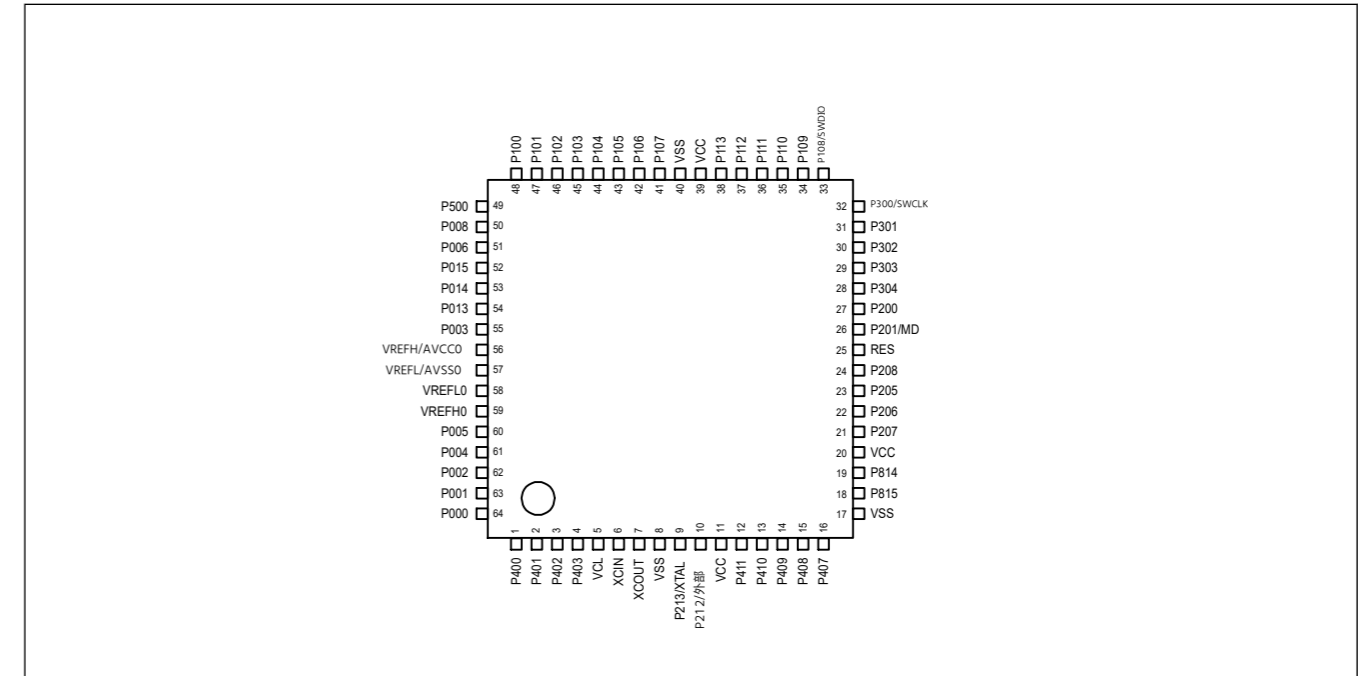 P100
P101
P102
P103
P104
P105
P106
P107
VSS
VCC
P113
P112
P111
P110
P109
P108/SWDIO
48
47
46
45
44
43
42
41
40
39
38
37
36
35
34
33
P500 49
P008 50
P006 51
P015 52
P014 53
P013 54
P003 55
VREFH/AVCC0 56
VREFL/AVSS0 57
VREFL0 58
VREFH0 59
P005 60
P004 61
P002 62
P001 63
P000 64
32 P300/SWCLK
31 P301
30 P302
29 P303
28 P304
27 P200
26 P201/MD
25 RES
24 P208
23 P205
22 P206
21 P207
20 VCC
19 P814
18 P815
17 VSS
1
2
3
4
5
6
7
8
9
10
11
12
13
14
15
16
P400
P401
P402
P403
VCL
XCIN
XCOUT
VSS
P213/XTAL
P212/外部
VCC
P411
P410
P409
P408
P407